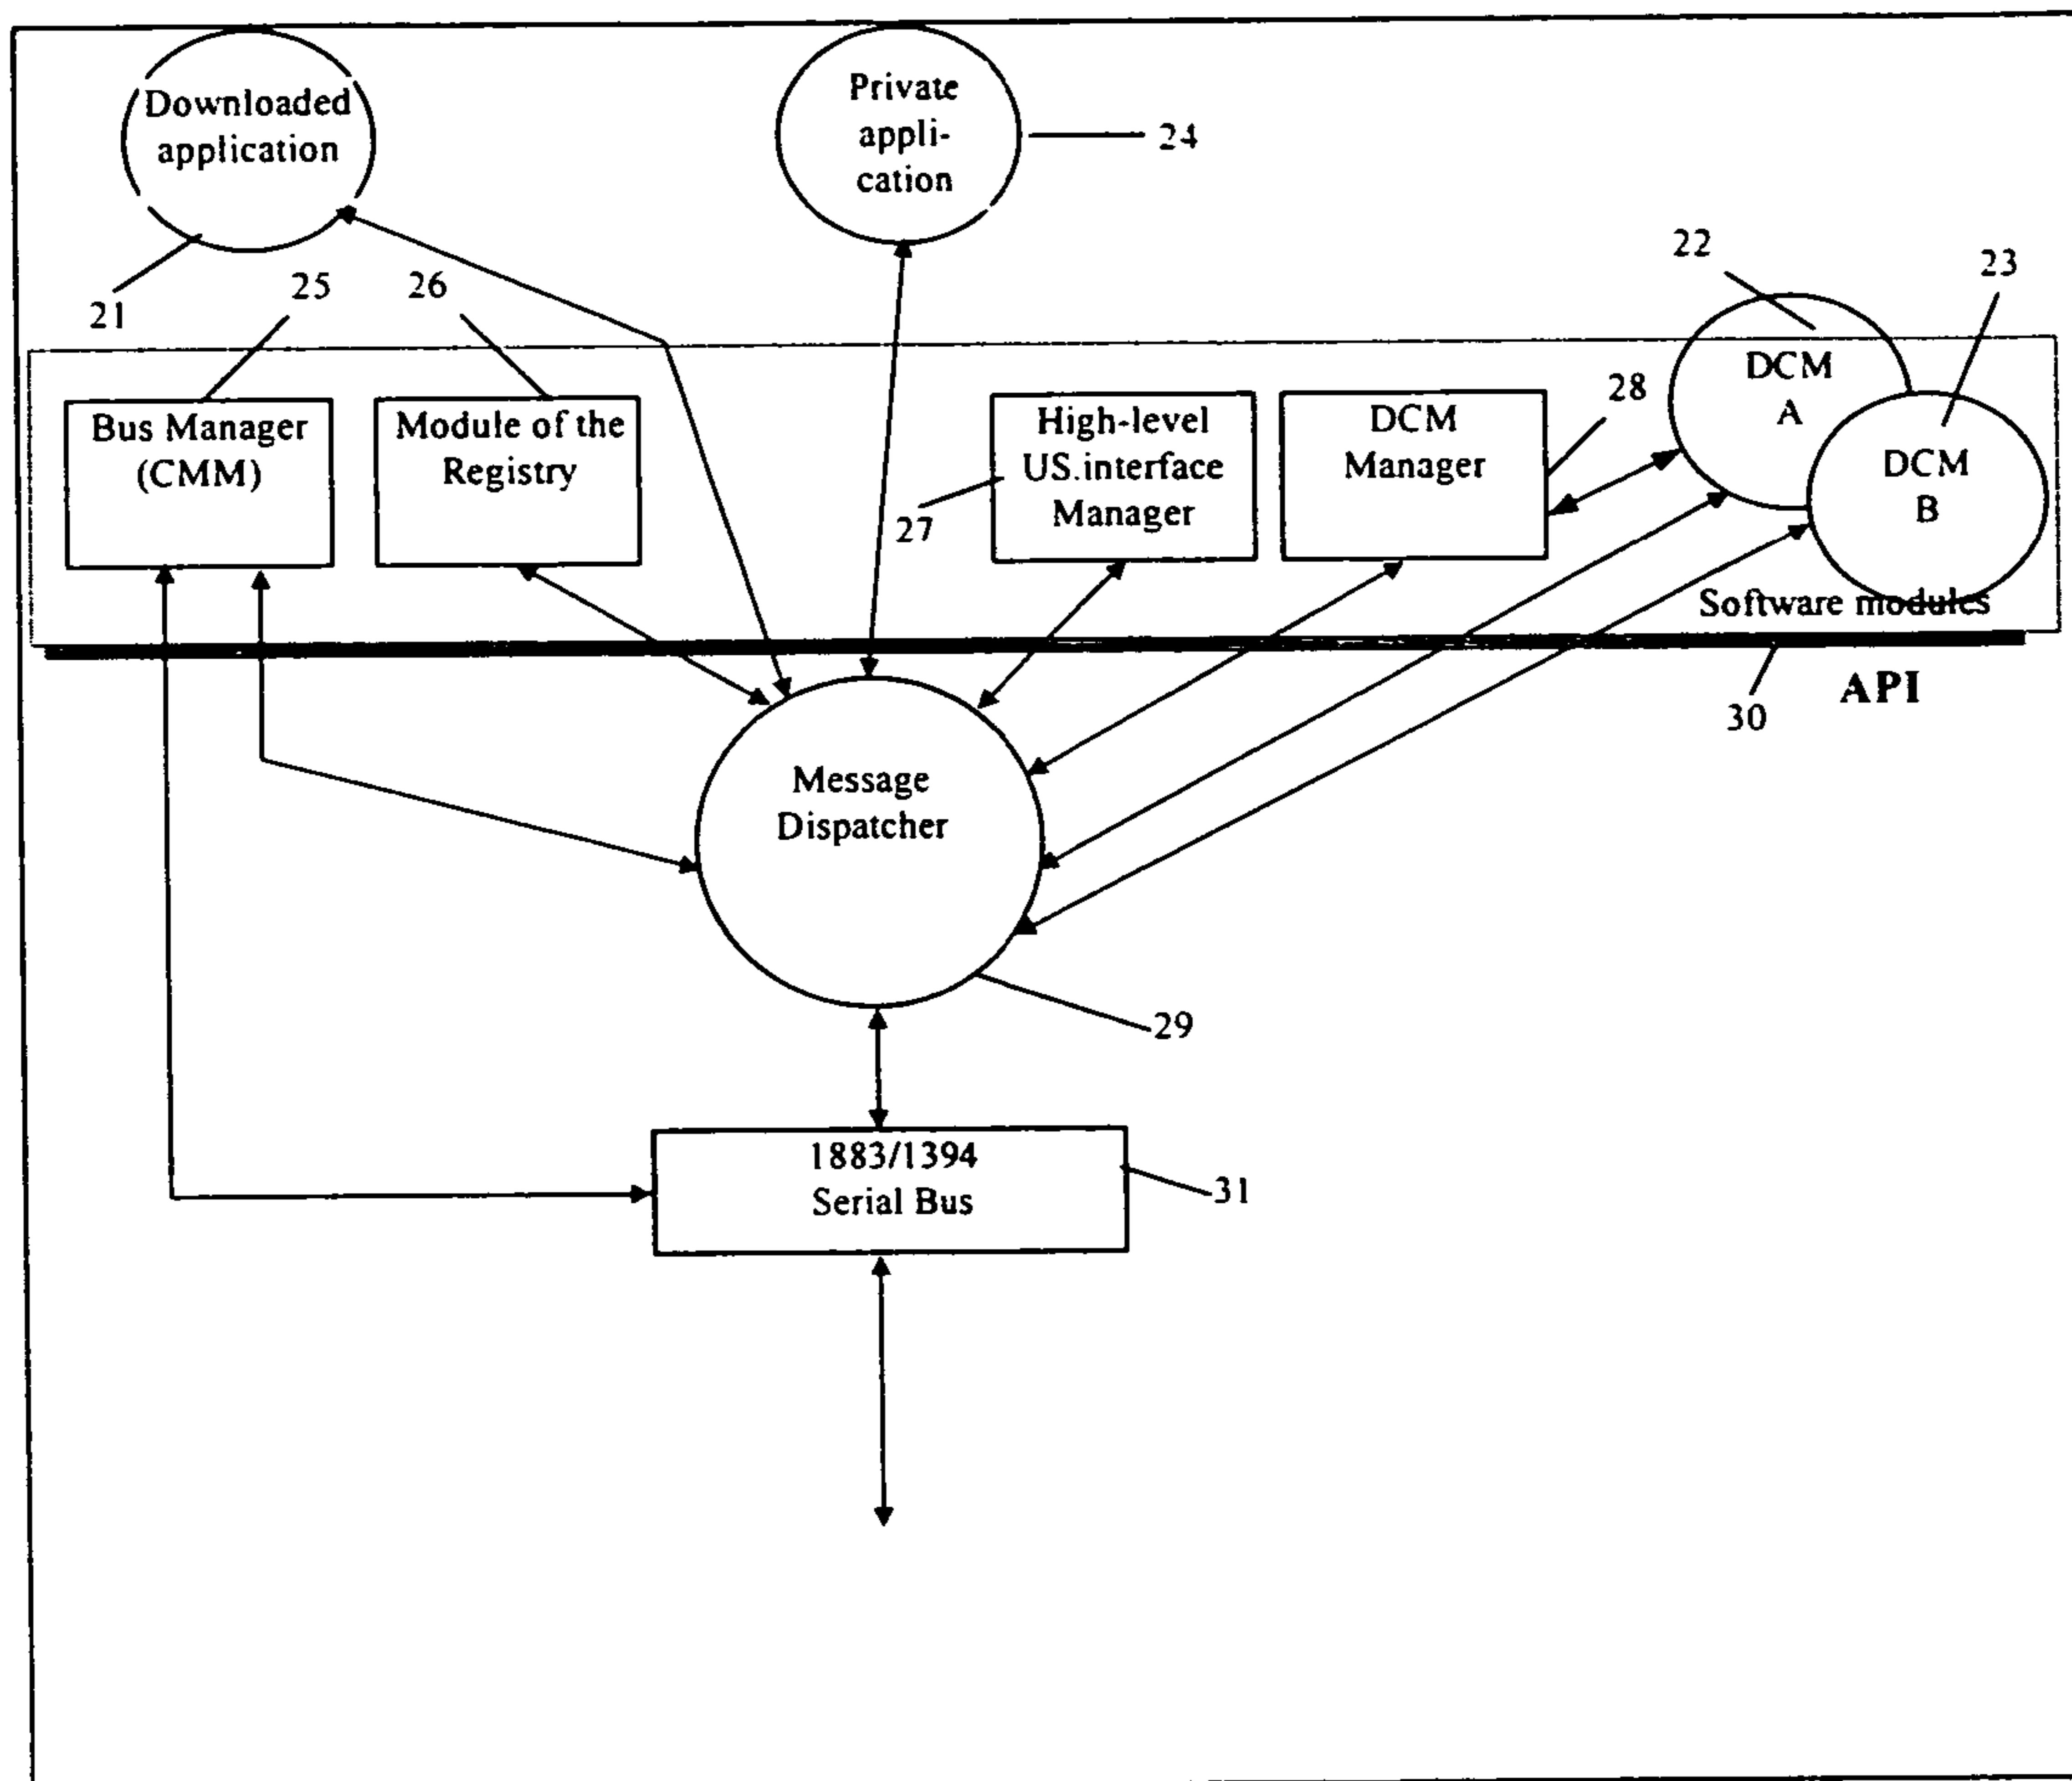 Downloaded
application
Private
appli-
cation
24
21
25
26
22
23
28
Bus Manager
(CMM)
Module of the
Registry
27
High-level
US.interface
Manager
DCM
Manager
DCM
A
DCM
B
Software modules
API
30
Message
Dispatcher
29
1883/1394
Serial Bus
31